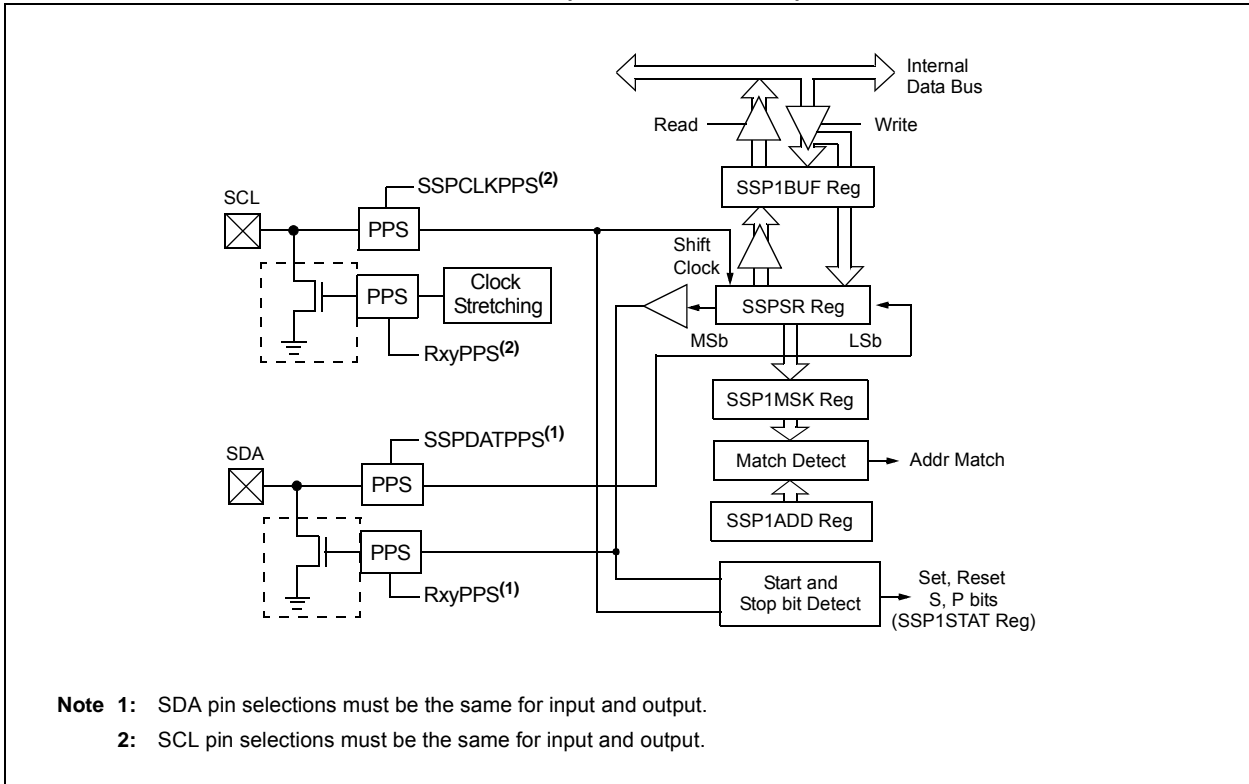 Internal
Data Bus
Read
Write
SSP1BUF Reg
SSPCLKPPS(2)
SCL
PPS
Shift
Clock
PPS
Clock
Stretching
SSPSR Reg
MSb
LSb
RxyPPS(2)
SSP1MSK Reg
SSPDATPPS(1)
SDA
PPS
Match Detect
Addr Match
SSP1ADD Reg
PPS
RxyPPS(1)
Start and
Stop bit Detect
Set, Reset
S, P bits
(SSP1STAT Reg)
Note 1: SDA pin selections must be the same for input and output.
2: SCL pin selections must be the same for input and output.